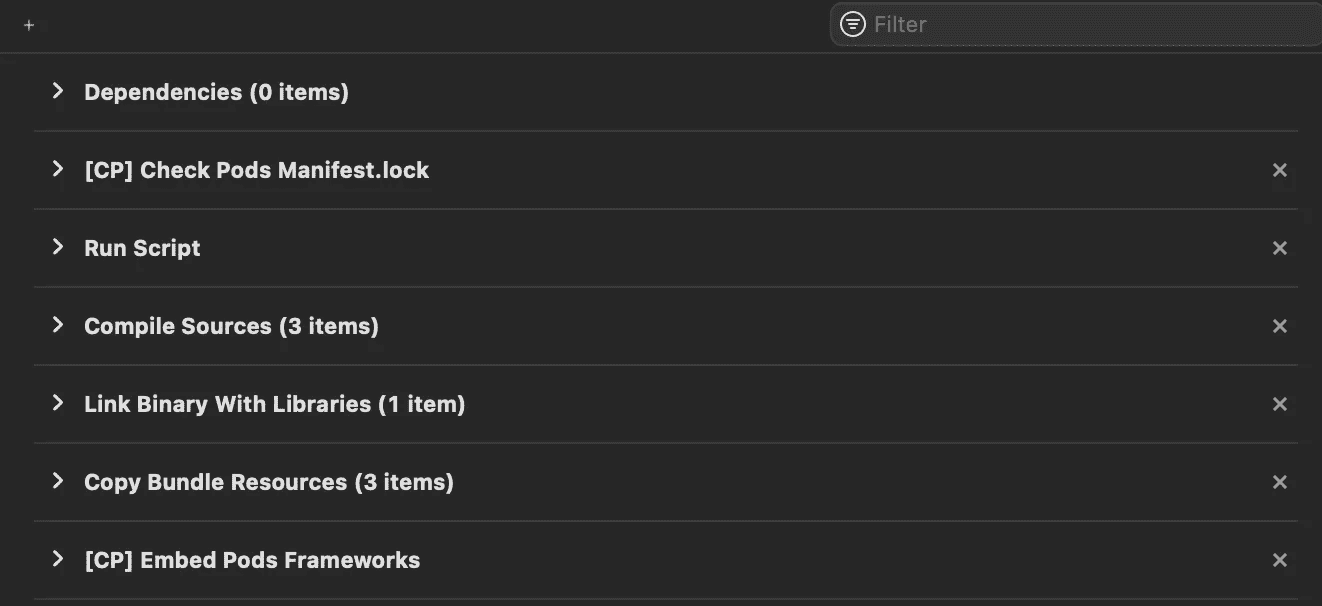 +
Filter
Dependencies (0 items)
[CP] Check Pods Manifest.lock
Run Script
Compile Sources (3 items)
Link Binary With Libraries (1 item)
Copy Bundle Resources (3 items)
[CP] Embed Pods Frameworks